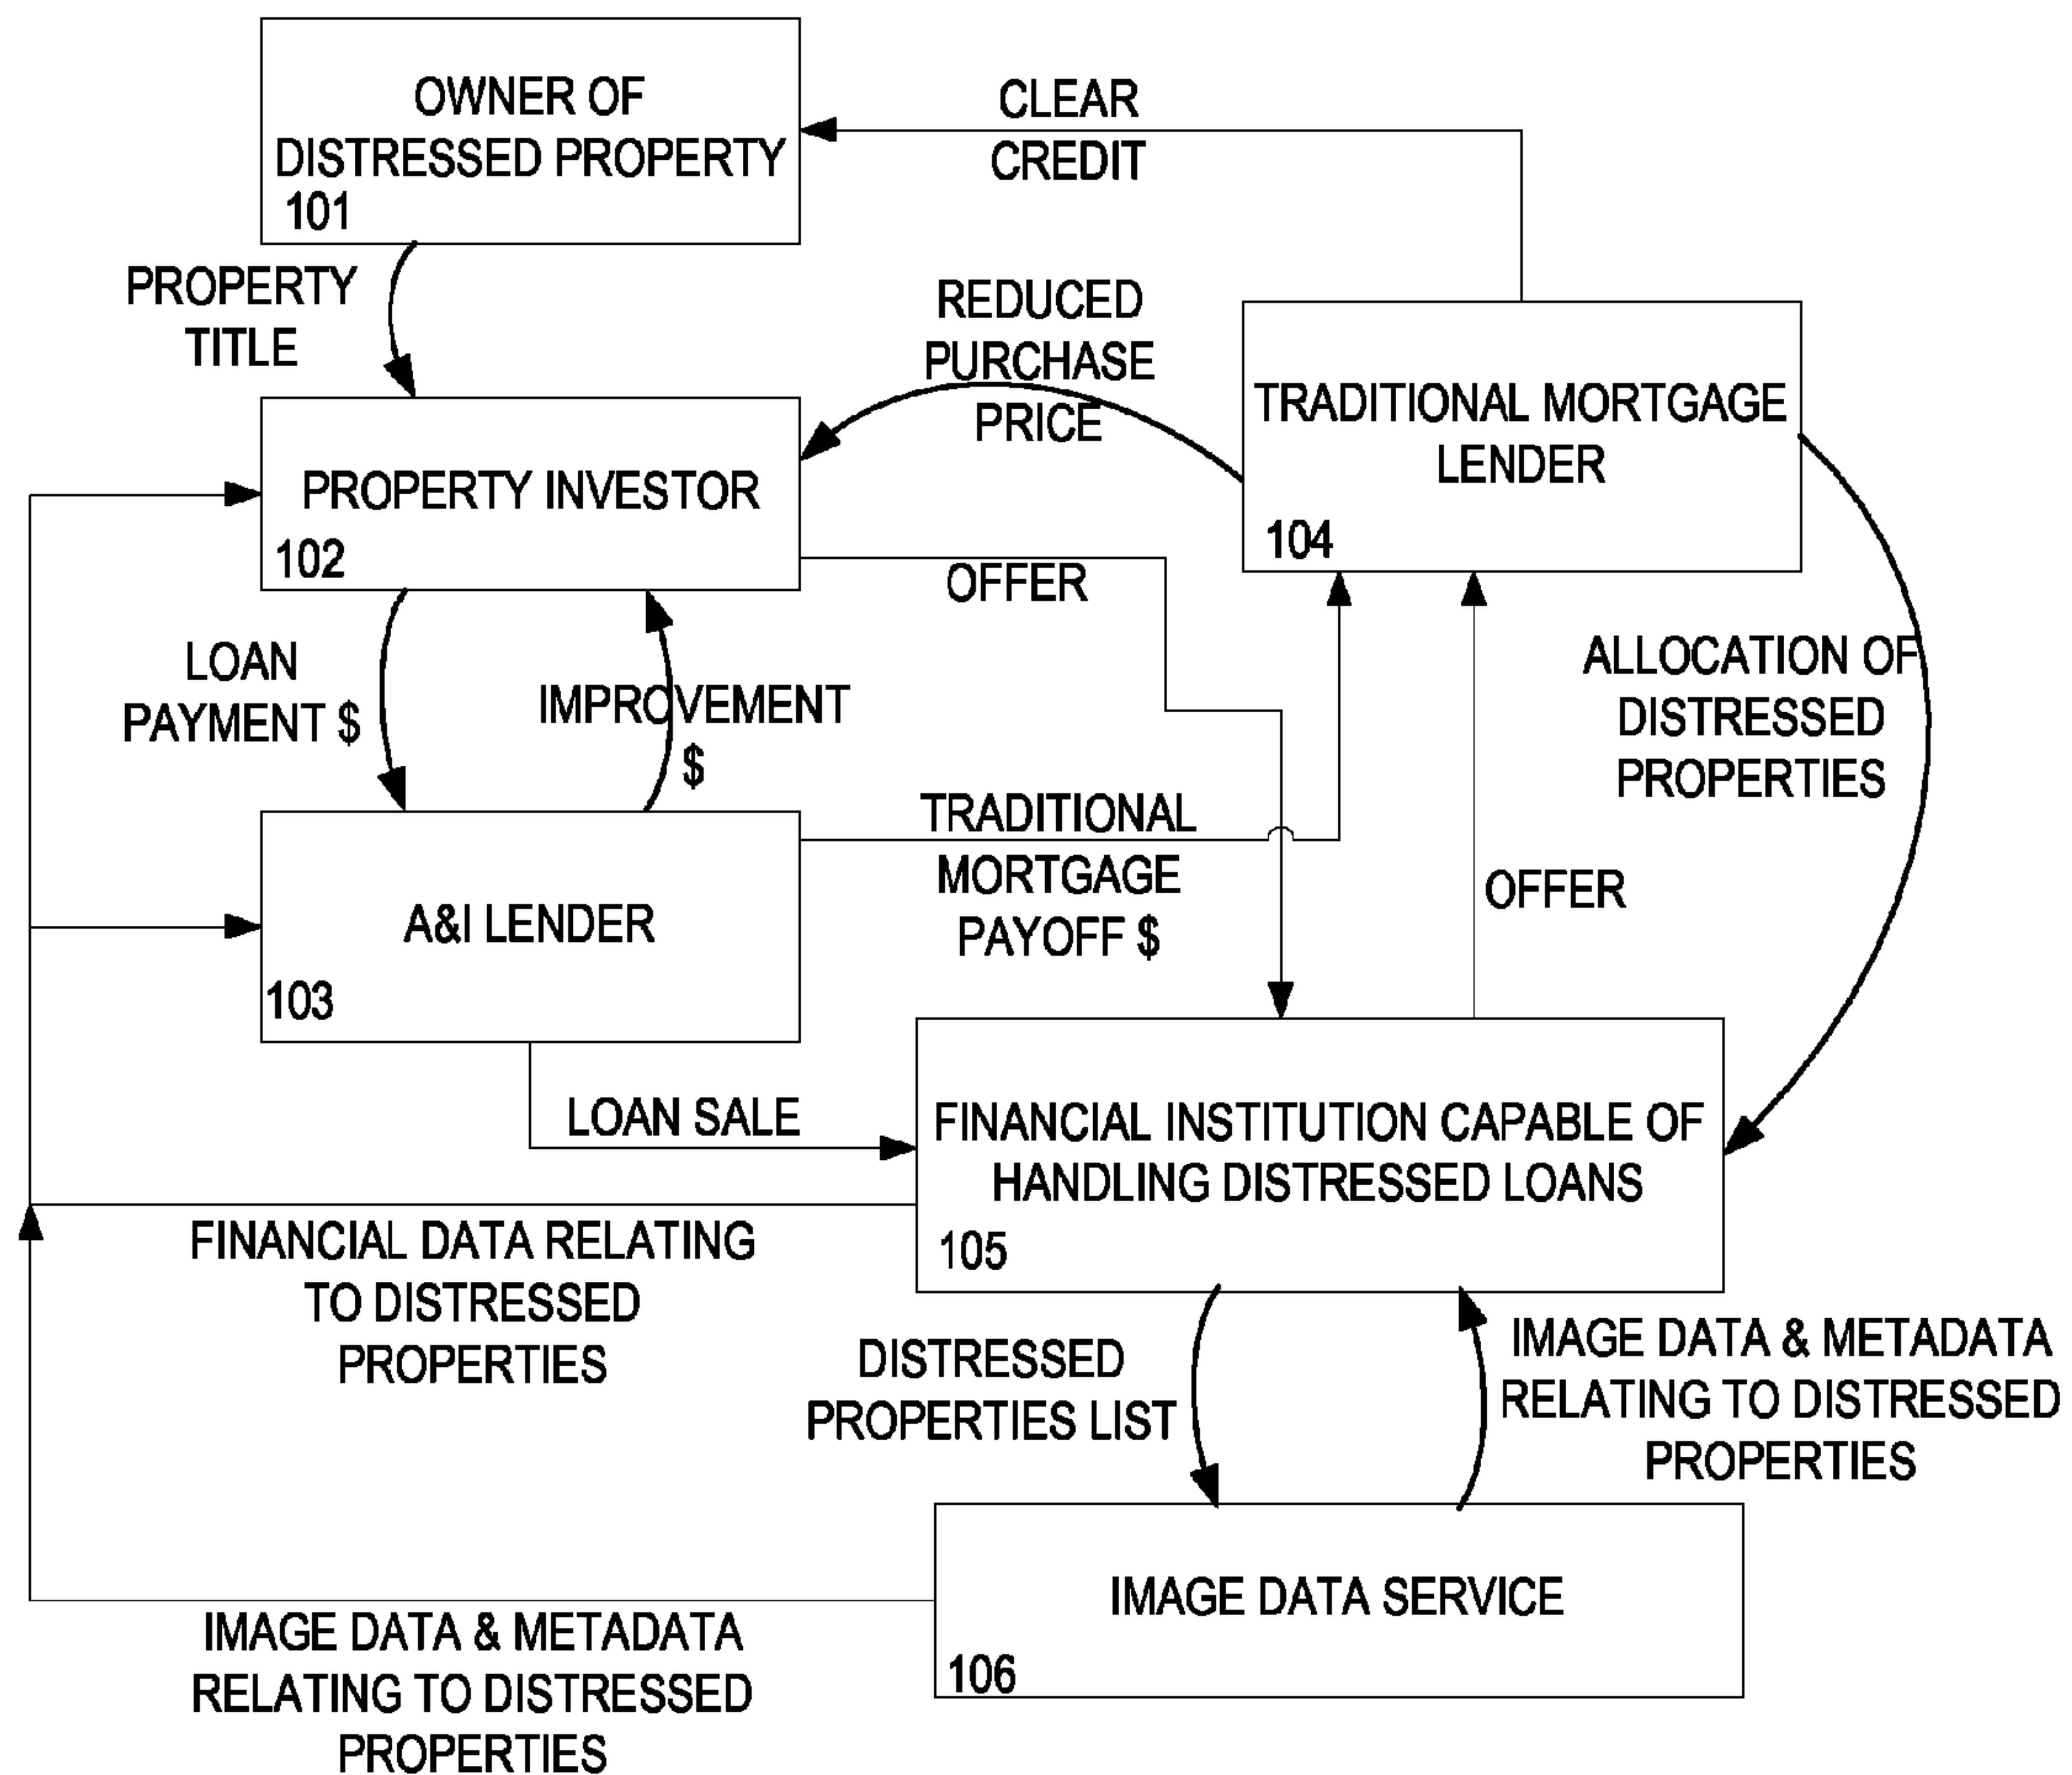 OWNER OF
DISTRESSED PROPERTY
101
CLEAR
CREDIT
PROPERTY
TITLE
REDUCED
PURCHASE
PRICE
TRADITIONAL MORTGAGE
LENDER
104
PROPERTY INVESTOR
102
OFFER
LOAN
PAYMENT $
IMPROVEMENT
$
ALLOCATION OF
DISTRESSED
PROPERTIES
TRADITIONAL
MORTGAGE
PAYOFF $
OFFER
A&I LENDER
103
LOAN SALE
FINANCIAL INSTITUTION CAPABLE OF
HANDLING DISTRESSED LOANS
105
FINANCIAL DATA RELATING
TO DISTRESSED
PROPERTIES
DISTRESSED
PROPERTIES LIST
IMAGE DATA & METADATA
RELATING TO DISTRESSED
PROPERTIES
IMAGE DATA SERVICE
106
IMAGE DATA & METADATA
RELATING TO DISTRESSED
PROPERTIES